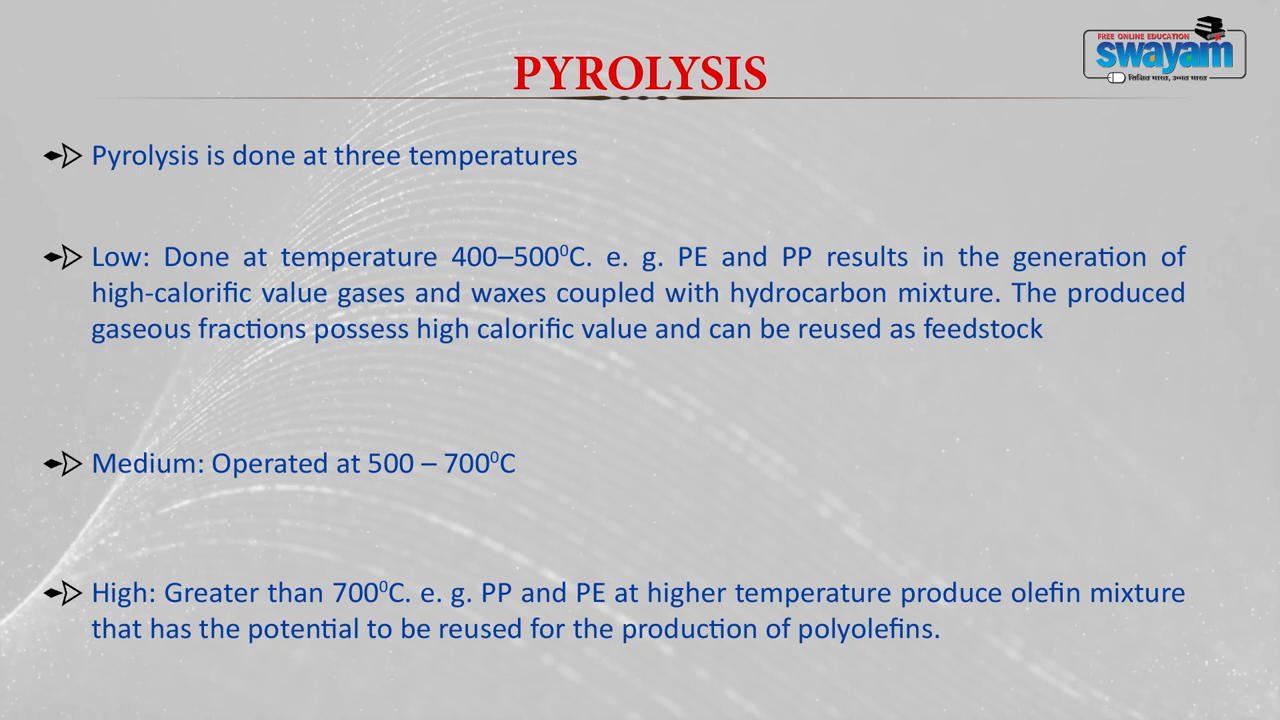 PYROLYSIS
FREE ONLINE EDUCATION
swayam
शिक्षित भारत, उन्नत भारत
Pyrolysis is done at three temperatures
Low: Done at temperature 400–500⁰C. e. g. PE and PP results in the generation of
high-calorific value gases and waxes coupled with hydrocarbon mixture. The produced
gaseous fractions possess high calorific value and can be reused as feedstock
Medium: Operated at 500 – 700⁰C
High: Greater than 700⁰C. e. g. PP and PE at higher temperature produce olefin mixture
that has the potential to be reused for the production of polyolefins.